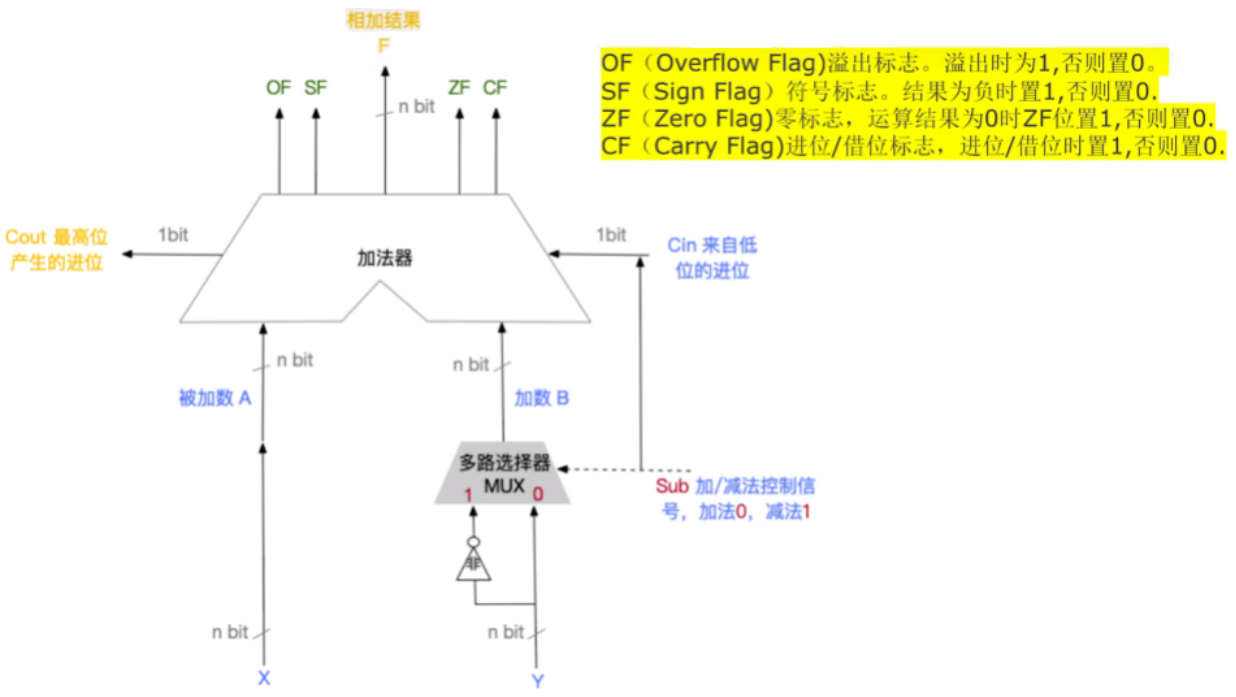 相加结果
F
OF SF
ZF CF
n bit
OF（Overflow Flag)溢出标志。溢出时为1,否则置0。
SF（Sign Flag）符号标志。结果为负时置1,否则置0.
ZF（Zero Flag)零标志，运算结果为0时ZF位置1,否则置0.
CF（Carry Flag)进位/借位标志，进位/借位时置1,否则置0.
Cout 最高位
产生的进位
1bit
加法器
1bit
Cin 来自低
位的进位
n bit
n bit
被加数 A
加数 B
多路选择器
MUX
1
0
Sub 加/减法控制信
号，加法0，减法1
非
n bit
n bit
X
Y